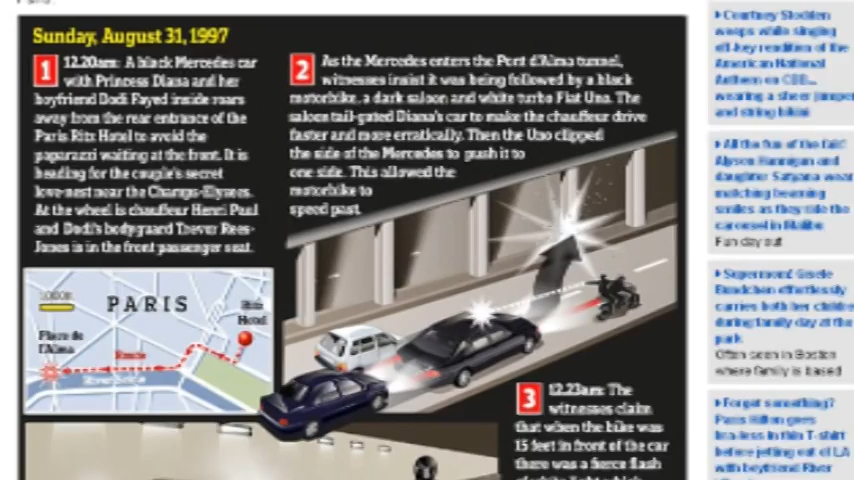 Sunday, August 31, 1997
1
12.20am: A black Mercedes car
with Princess Diana and her
boyfriend Dodi Fayed inside roars
away from the rear entrance of the
Paris Ritz Hotel to avoid the
paparazzi waiting at the front. It is
heading for the couple's secret
love-nest near the Champs-Elysees.
At the wheel is chauffeur Henri Paul
and Dodi's bodyguard Trevor Rees-
Jones is in the front passenger seat.
2
As the Mercedes enters the Pont d'Alma tunnel,
witnesses insist it was being followed by a black
motorbike, a dark saloon and white turbo Fiat Uno. The
saloon tail-gated Diana's car to make the chauffeur drive
faster and more erratically. Then the Uno clipped
the side of the Mercedes to push it to
one side. This allowed the
motorbike to
speed past.
PARIS
Ritz
Hotel
Place de
l'Alma
Route
River Seine
3
12.23am: The
witnesses claim
that when the bike was
15 feet in front of the car
there was a fierce flash
of white light which
Courtney Stodden
weeps while singing
off-key rendition of the
American National
Anthem on CBB...
wearing a sheer jumper
and string bikini
All the fun of the fair!
Alyson Hannigan and
daughter Satyana wear
matching beaming
smiles as they ride the
carousel in Malibu
Fun day out
Supermom! Gisele
Bundchen effortlessly
carries both her children
during family day at the
park
Often seen in Boston
where family is based
Forgot something?
Paris Hilton goes
bra-less in thin T-shirt
before jetting out of LA
with boyfriend River